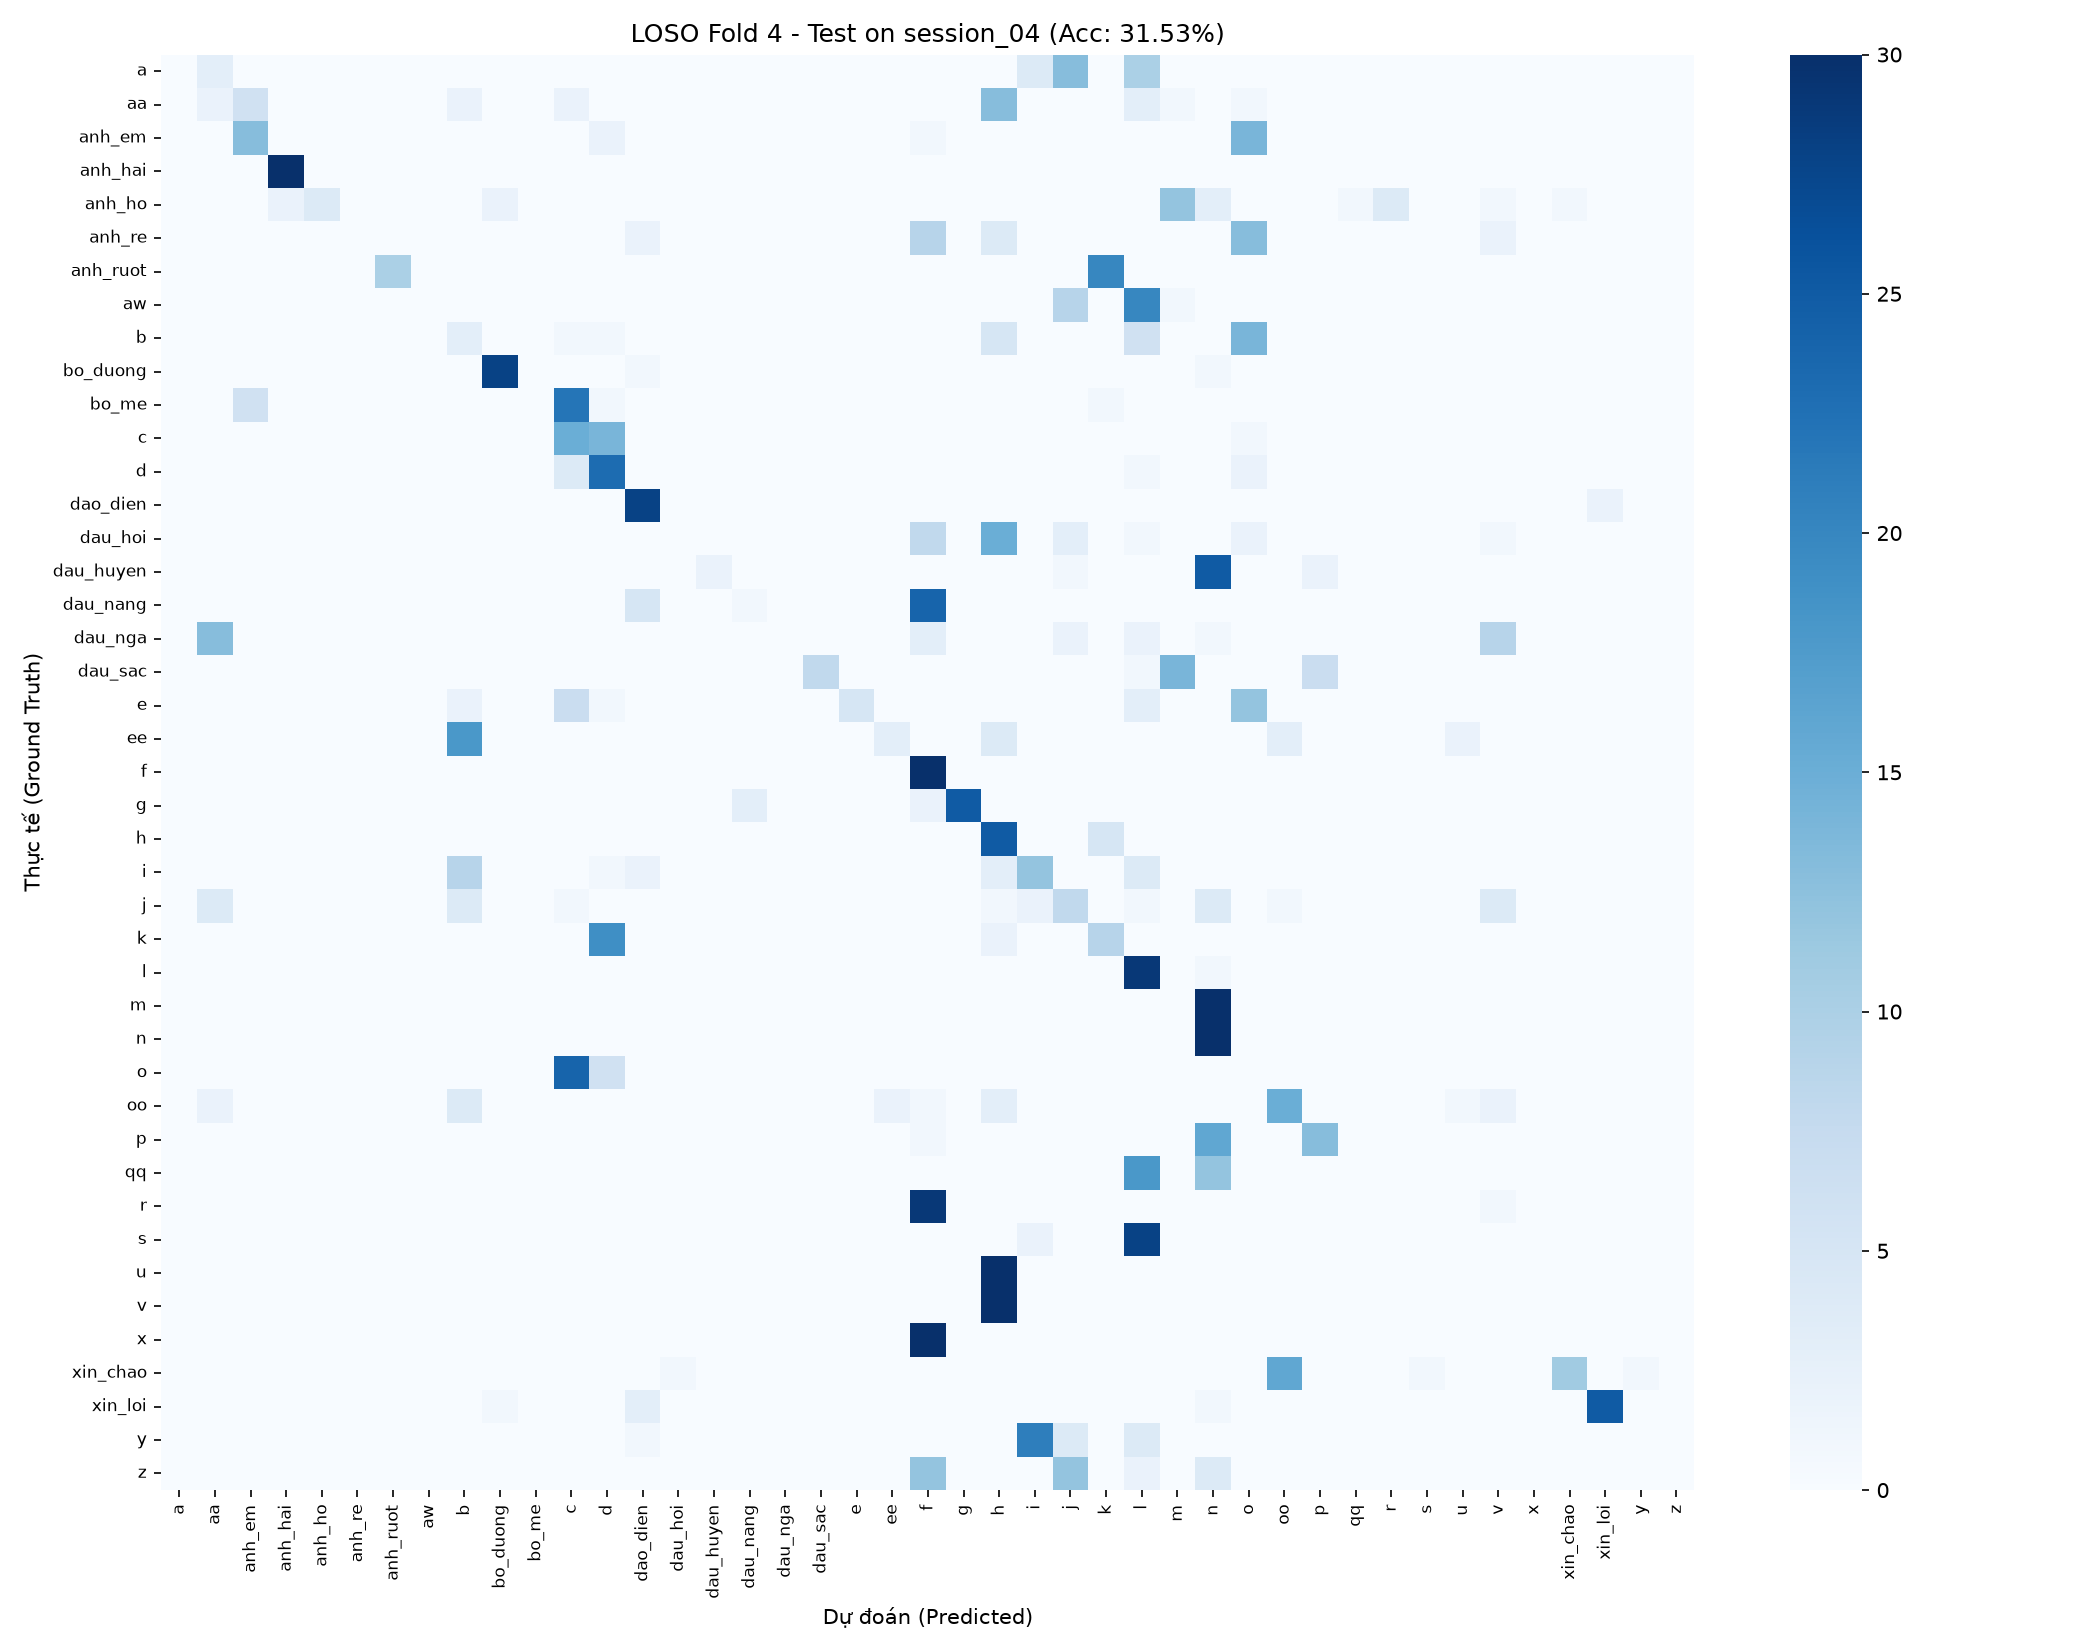 LOSO Fold 4 - Test on session_04 (Acc: 31.53%)
Thực tế (Ground Truth)
a
aa
anh_em
anh_hai
anh_ho
anh_re
anh_ruot
aw
b
bo_duong
bo_me
c
d
dao_dien
dau_hoi
dau_huyen
dau_nang
dau_nga
dau_sac
e
ee
f
g
h
i
j
k
l
m
n
o
oo
p
qq
r
s
u
v
x
xin_chao
xin_loi
y
z
a aa anh_em anh_hai anh_ho anh_re anh_ruot aw b bo_duong bo_me c d dao_dien dau_hoi dau_huyen dau_nang dau_nga dau_sac e ee f g h i j k l m n o oo p qq r s u v x xin_chao xin_loi y z
Dự đoán (Predicted)
30
25
20
15
10
5
0